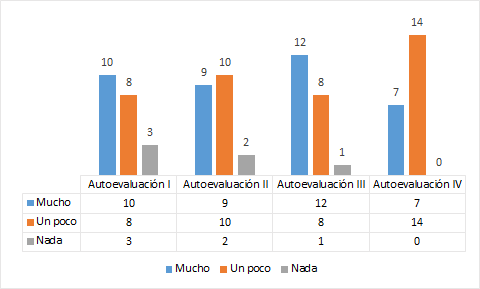 14
12
10
10
9
8
8
7
3
2
1
0
Autoevaluación I Autoevaluación II Autoevaluación III Autoevaluación IV
Mucho 10 9 12 7
Un poco 8 10 8 14
Nada 3 2 1 0
Mucho Un poco Nada